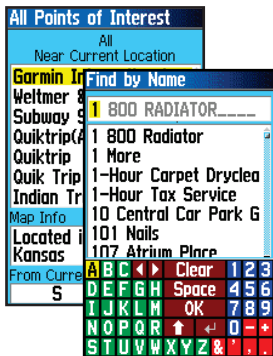 All Points of Interest
All
Near Current Location
Garmin In
Weltmer &
Subway S
Quiktrip(A
Quiktrip
Quik Trip
Indian Tr
Map Info
Located i
Kansas
From Curre
S
Find by Name
1 800 RADIATOR____
1 800 Radiator
1 More
1-Hour Carpet Dryclea
1-Hour Tax Service
10 Central Car Park G
101 Nails
107 Atrium Place
A B C Clear 1 2 3
D E F G H Space 4 5 6
I J K L M OK 7 8 9
N O P Q R 0 - +
S T U V W X Y Z & ' , .